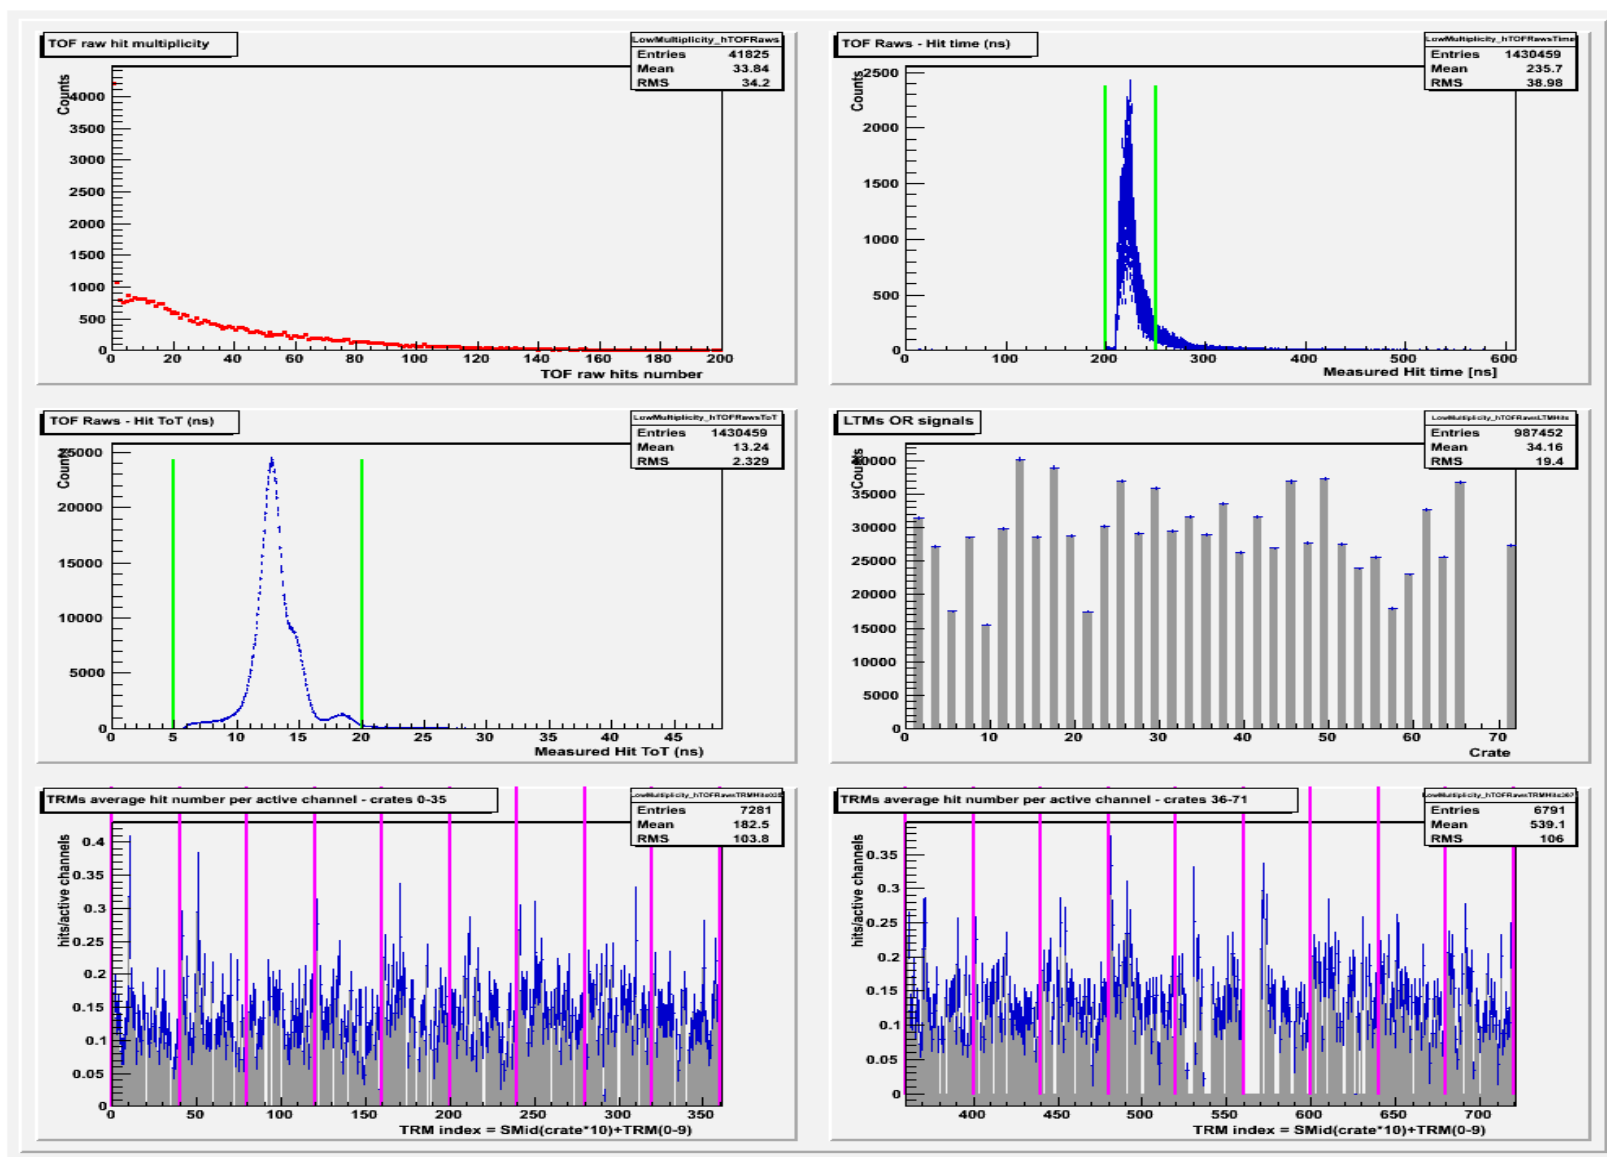 TOF raw hit multiplicity
LowMultiplicity_hTOFRaws
Entries 41825
Mean 33.84
RMS 34.2
Counts
4000
3500
3000
2500
2000
1500
1000
500
0
0 20 40 60 80 100 120 140 160 180 200
TOF raw hits number
TOF Raws - Hit time (ns)
LowMultiplicity_hTOFRawsTime
Entries 1430459
Mean 235.7
RMS 38.98
Counts
2500
2000
1500
1000
500
0
0 100 200 300 400 500 600
Measured Hit time [ns]
TOF Raws - Hit ToT (ns)
LowMultiplicity_hTOFRawsToT
Entries 1430459
Mean 13.24
RMS 2.329
Counts
25000
20000
15000
10000
5000
0
0 5 10 15 20 25 30 35 40 45
Measured Hit ToT (ns)
LTMs OR signals
LowMultiplicity_hTOFRawsLTMHits
Entries 987452
Mean 34.16
RMS 19.4
Counts
40000
35000
30000
25000
20000
15000
10000
5000
0
0 10 20 30 40 50 60 70
Crate
TRMs average hit number per active channel - crates 0-35
Entries 7281
Mean 182.5
RMS 103.8
hits/active channels
0.4
0.35
0.3
0.25
0.2
0.15
0.1
0.05
0
0 50 100 150 200 250 300 350
TRM index = SMid(crate*10)+TRM(0-9)
TRMs average hit number per active channel - crates 36-71
Entries 6791
Mean 539.1
RMS 106
hits/active channels
0.35
0.3
0.25
0.2
0.15
0.1
0.05
0
400 450 500 550 600 650 700
TRM index = SMid(crate*10)+TRM(0-9)